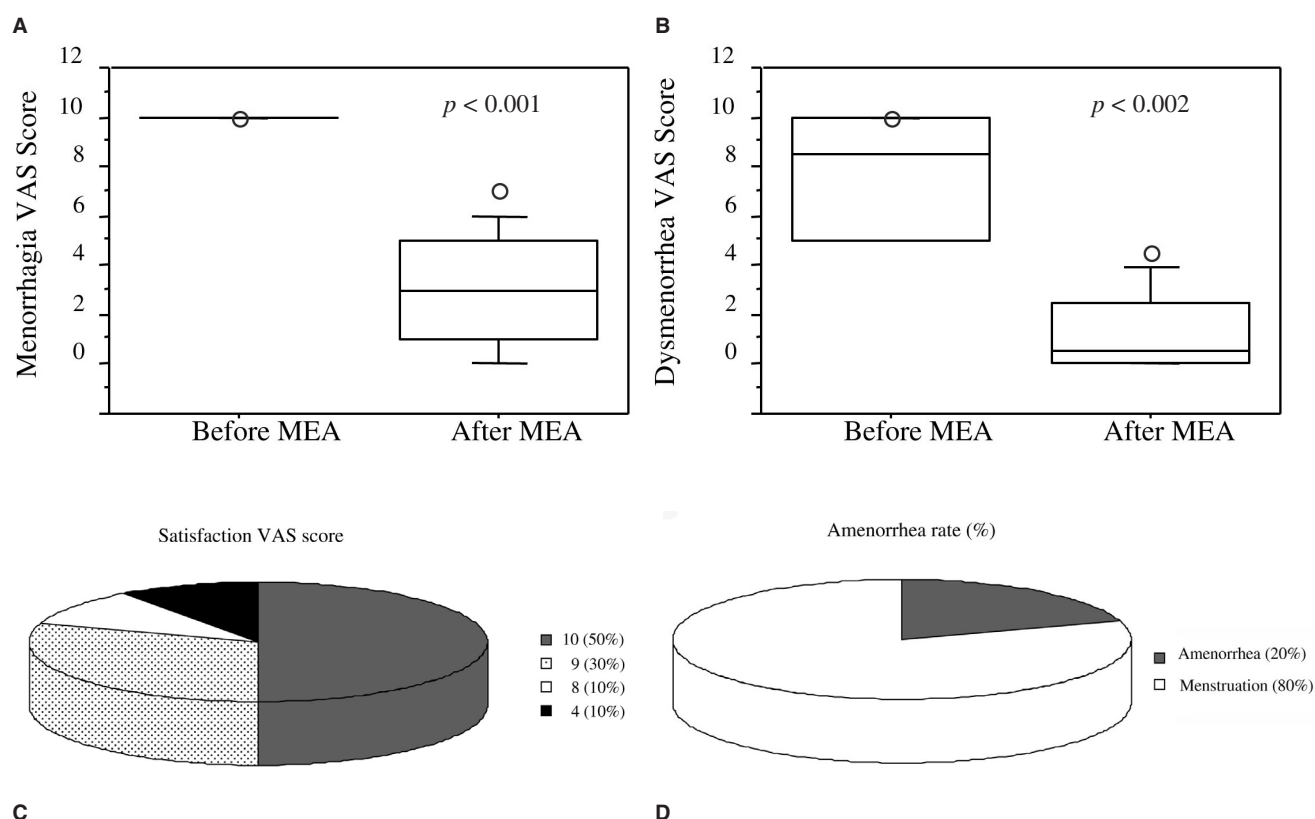 A
12
10
8
6
4
2
0
Menorrhagia VAS Score
p < 0.001
Before MEA
After MEA
B
12
10
8
6
4
2
0
Dysmenorrhea VAS Score
p < 0.002
Before MEA
After MEA
Satisfaction VAS score
10 (50%)
9 (30%)
8 (10%)
4 (10%)
C
Amenorrhea rate (%)
Amenorrhea (20%)
Menstruation (80%)
D